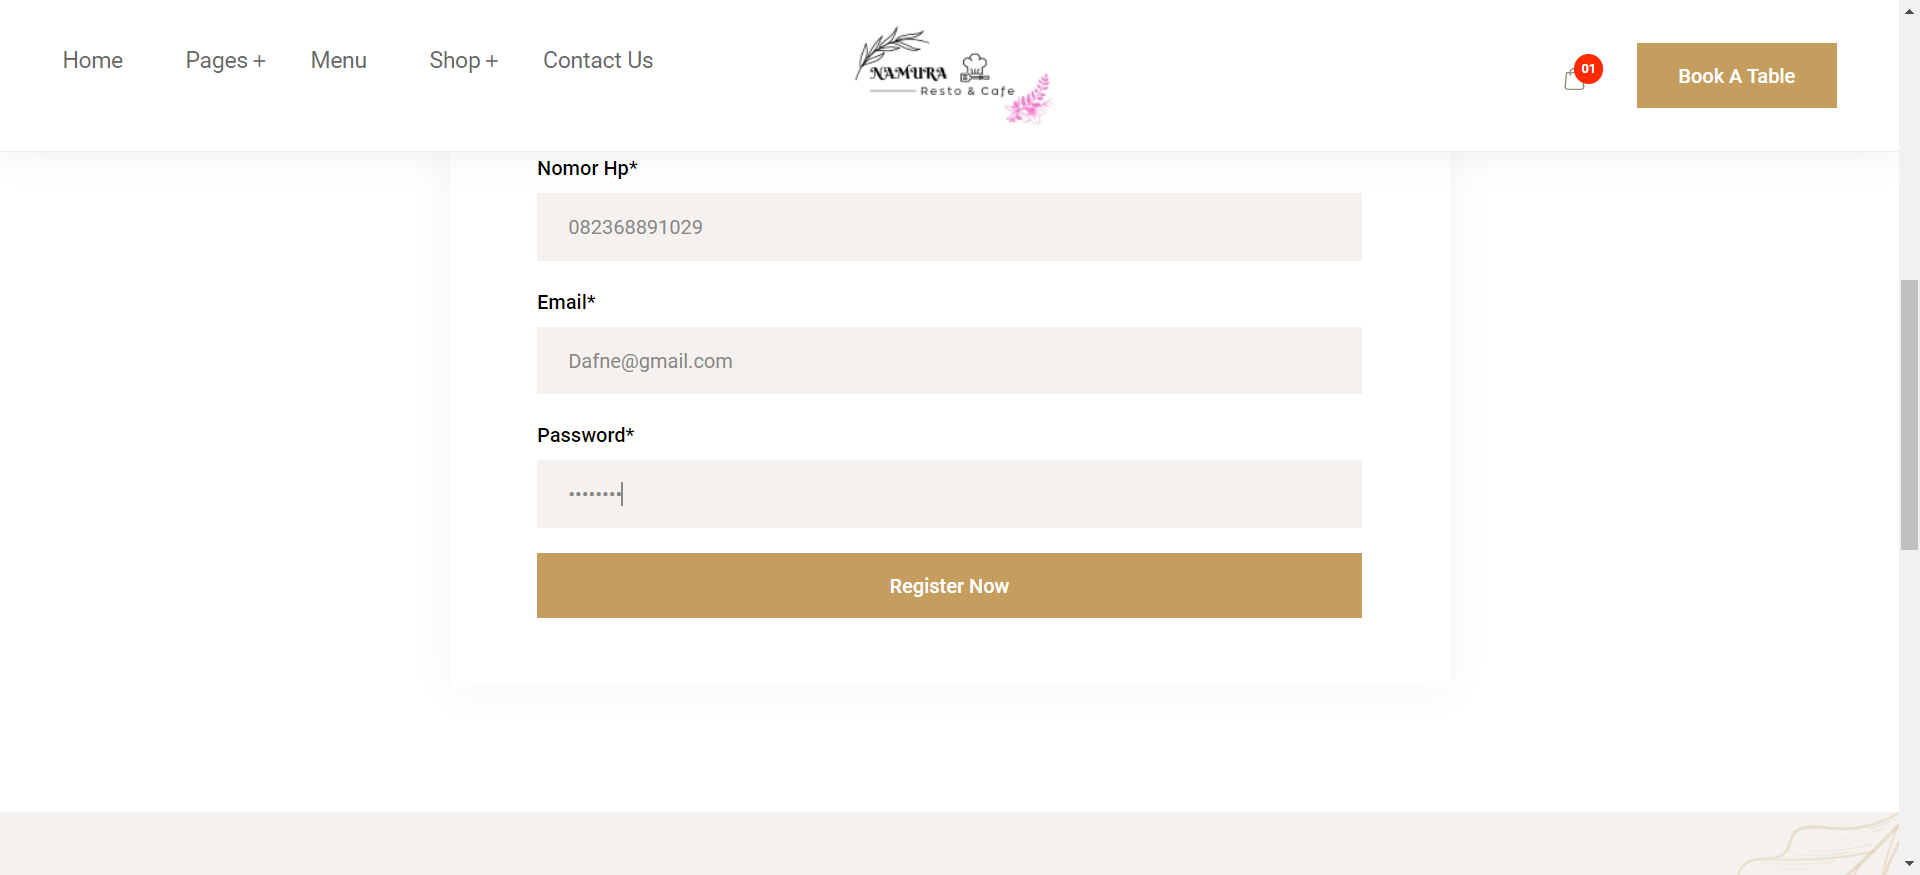 Home
Pages +
Menu
Shop +
Contact Us
NAMURA
Resto & Cafe
01
Book A Table
Nomor Hp*
082368891029
Email*
Dafne@gmail.com
Password*
••••••••
Register Now